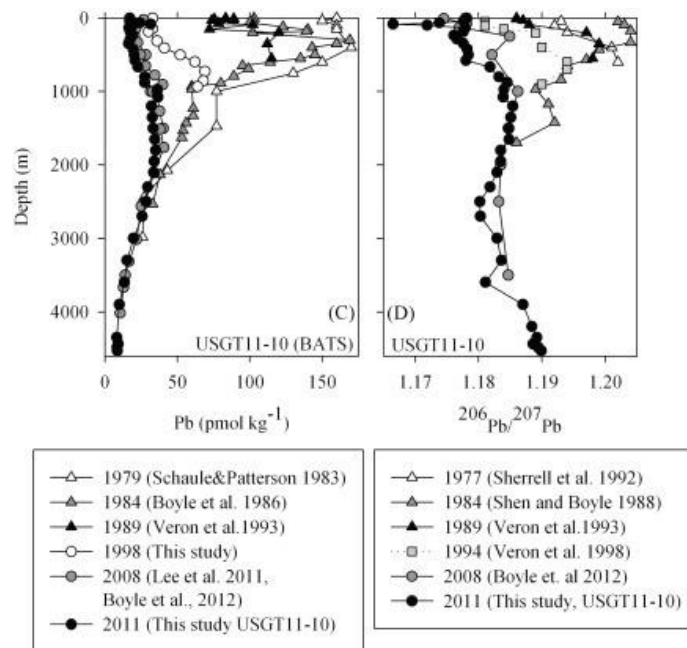 0
1000
2000
3000
4000
Depth (m)
(C)
USGT11-10 (BATS)
0 50 100 150
Pb (pmol kg-1)
(D)
USGT11-10
1.17 1.18 1.19 1.20
206Pb/207Pb
1979 (Schaule&Patterson 1983)
1984 (Boyle et al. 1986)
1989 (Veron et al.1993)
1998 (This study)
2008 (Lee et al. 2011,
Boyle et al., 2012)
2011 (This study USGT11-10)
1977 (Sherrell et al. 1992)
1984 (Shen and Boyle 1988)
1989 (Veron et al.1993)
1994 (Veron et al. 1998)
2008 (Boyle et. al 2012)
2011 (This study, USGT11-10)